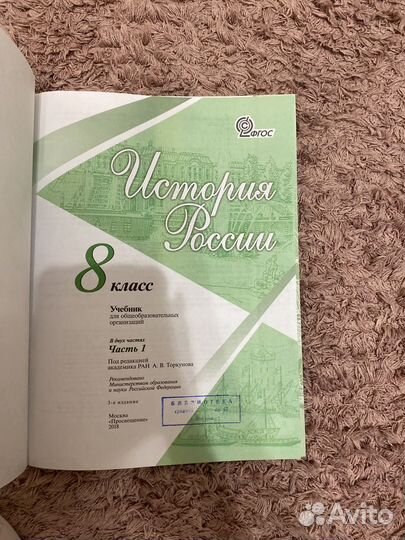 ФГОС
История
России
8 класс
Учебник
для общеобразовательных
организаций
В двух частях
Часть 1
Под редакцией
академика РАН А. В. Торкунова
Рекомендовано
Министерством образования
и науки Российской Федерации
3-е издание
Москва
«Просвещение»
2018
БИБЛИОТЕКА
Avito